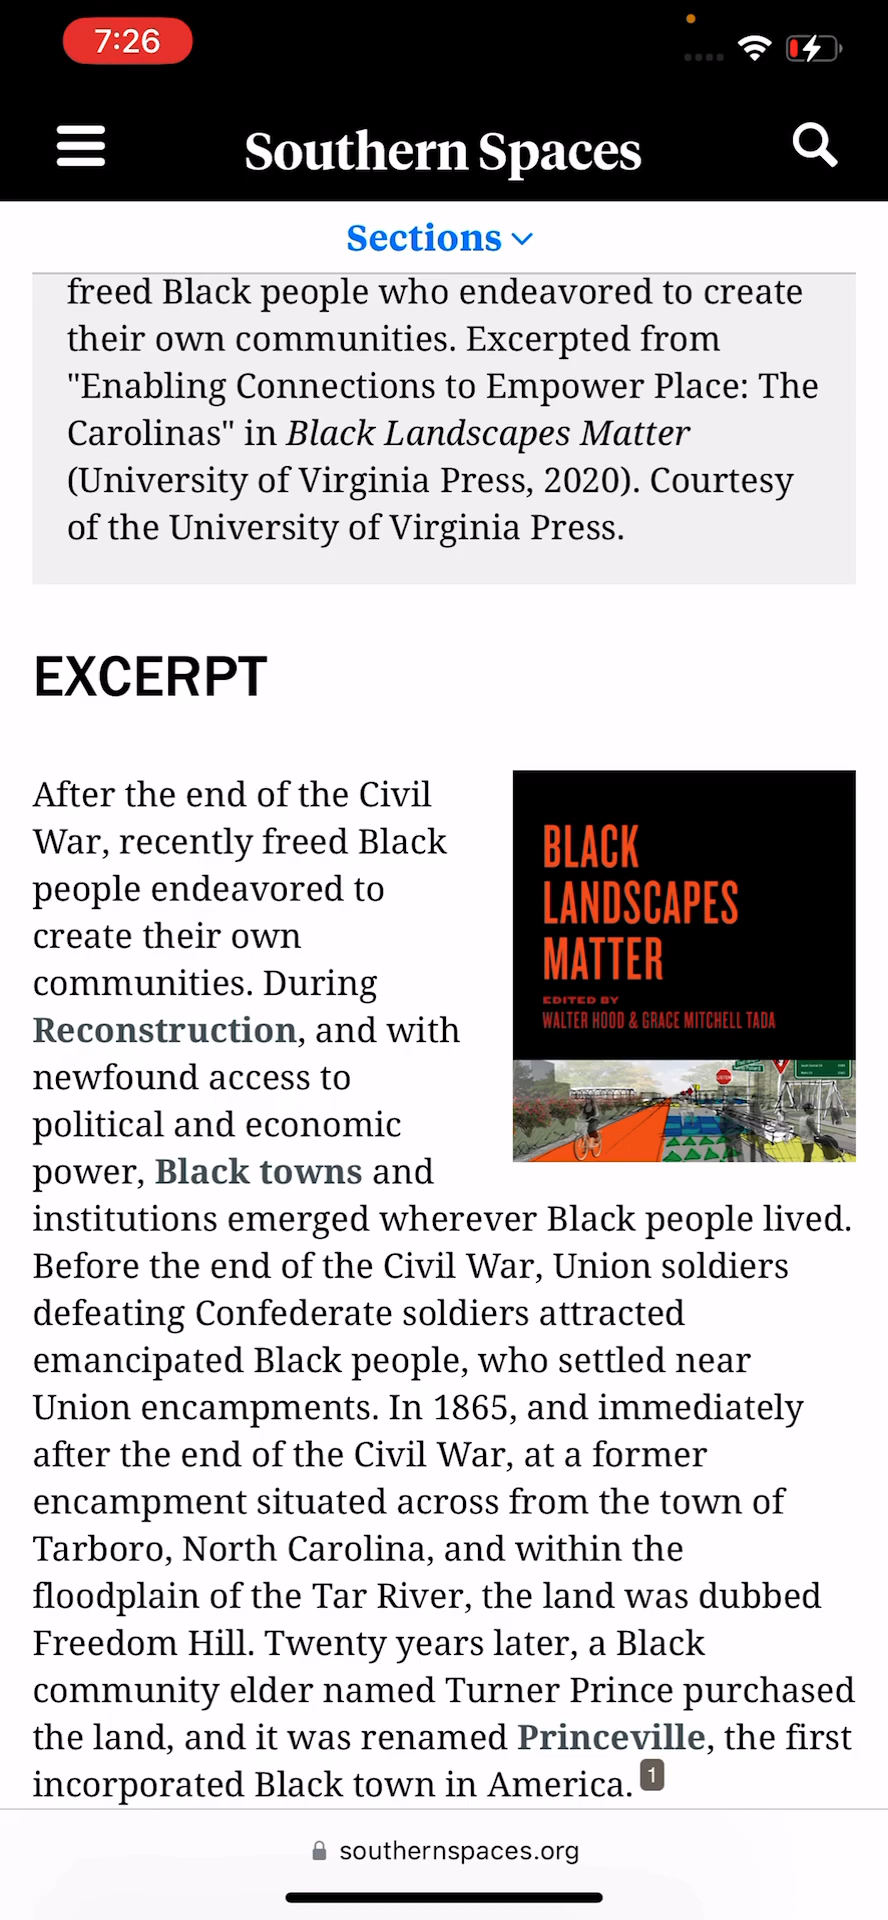 7:26
Southern Spaces
Sections
freed Black people who endeavored to create
their own communities. Excerpted from
"Enabling Connections to Empower Place: The
Carolinas" in Black Landscapes Matter
(University of Virginia Press, 2020). Courtesy
of the University of Virginia Press.
EXCERPT
After the end of the Civil
War, recently freed Black
people endeavored to
create their own
communities. During
Reconstruction, and with
newfound access to
political and economic
power, Black towns and
BLACK
LANDSCAPES
MATTER
EDITED BY
WALTER HOOD & GRACE MITCHELL TADA
institutions emerged wherever Black people lived.
Before the end of the Civil War, Union soldiers
defeating Confederate soldiers attracted
emancipated Black people, who settled near
Union encampments. In 1865, and immediately
after the end of the Civil War, at a former
encampment situated across from the town of
Tarboro, North Carolina, and within the
floodplain of the Tar River, the land was dubbed
Freedom Hill. Twenty years later, a Black
community elder named Turner Prince purchased
the land, and it was renamed Princeville, the first
incorporated Black town in America. 1
southernspaces.org